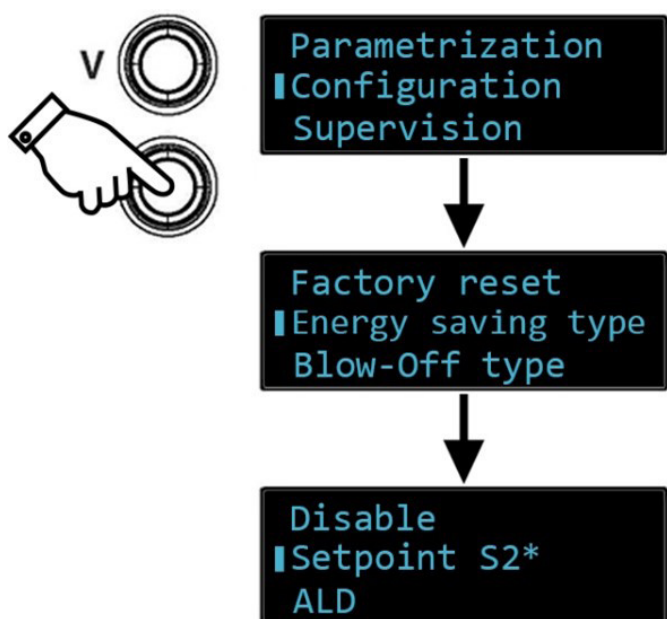 V
Parametrization
Configuration
Supervision
Factory reset
Energy saving type
Blow-Off type
Disable
Setpoint S2*
ALD